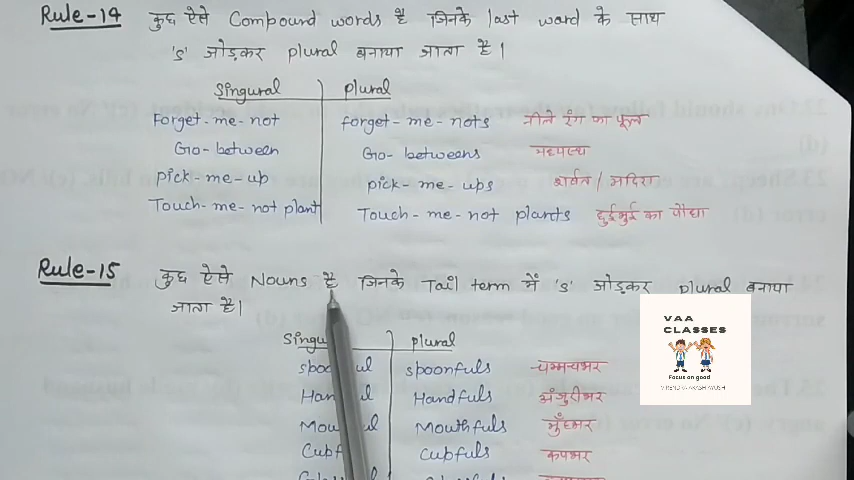 Rule-14 कुछ ऐसे Compound words है जिनके last word के साथ
's' जोड़कर plural बनाया जाता है।
Singural plural
Forget-me-not forget-me-nots नीले रंग का फूल
Go-between Go-betweens मध्यस्थ
pick-me-up pick-me-ups शर्बत / मदिरा
Touch-me-not plant Touch-me-not plants छुईमुई का पौधा
Rule-15 कुछ ऐसे Nouns है जिनके Tail term में 's' जोड़कर plural बनाया
जाता है।
plural
spoonfuls चम्मचभर
Handfuls अंजुरीभर
Mouthfuls मुँहभर
Cupfuls कपभर
VAA
CLASSES
Focus on good